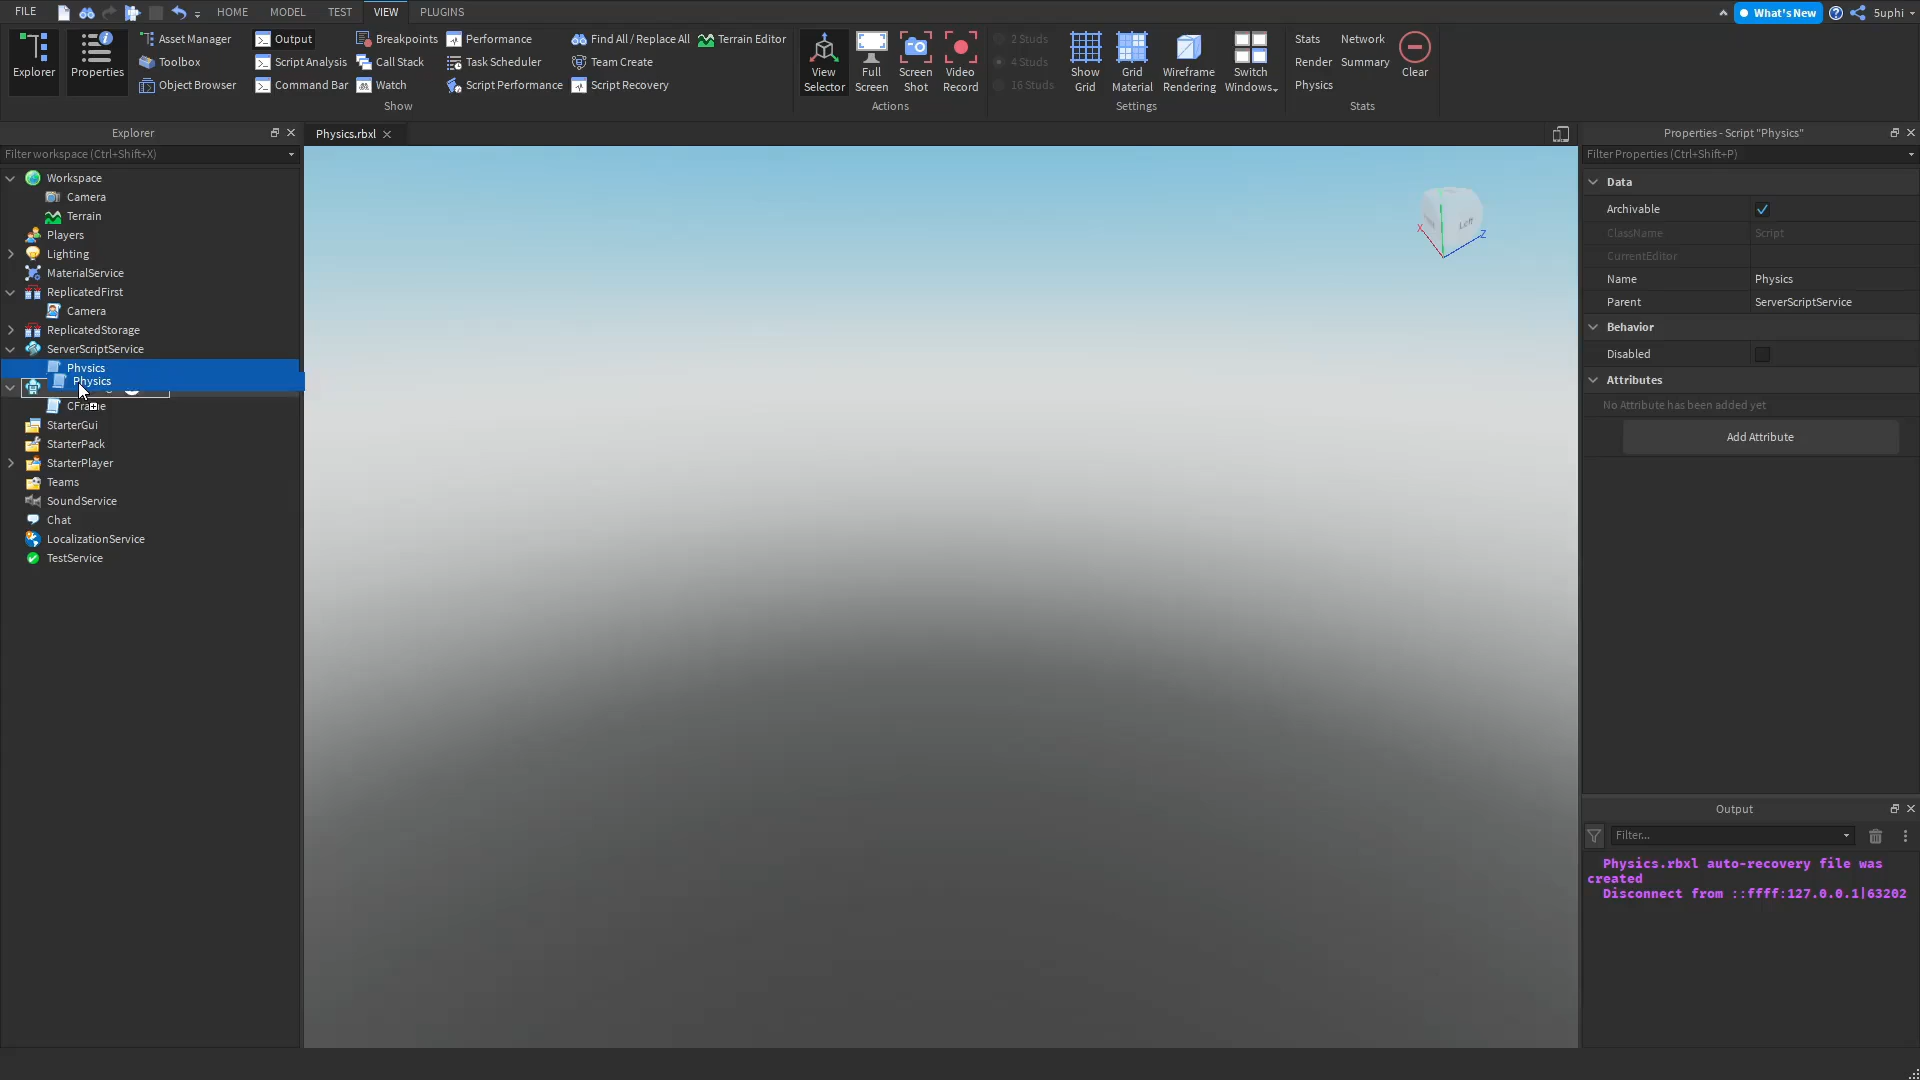 FILE HOME MODEL TEST VIEW PLUGINS What's New 5uphi
Explorer
Properties
Asset Manager
Toolbox
Object Browser
Output
Script Analysis
Command Bar
Breakpoints
Call Stack
Watch
Performance
Task Scheduler
Script Performance
Find All / Replace All
Team Create
Script Recovery
Terrain Editor
Show
View
Selector
Full
Screen
Screen
Shot
Video
Record
Actions
2 Studs
4 Studs
16 Studs
Show
Grid
Grid
Material
Wireframe
Rendering
Switch
Windows
Settings
Stats
Render
Physics
Network
Summary
Clear
Stats
Explorer
Filter workspace (Ctrl+Shift+X)
Workspace
Camera
Terrain
Players
Lighting
MaterialService
ReplicatedFirst
Camera
ReplicatedStorage
ServerScriptService
Physics
Physics
CFrame
StarterGui
StarterPack
StarterPlayer
Teams
SoundService
Chat
LocalizationService
TestService
Physics.rbxl
Left
X
Z
Properties - Script "Physics"
Filter Properties (Ctrl+Shift+P)
Data
Archivable
ClassName Script
CurrentEditor
Name Physics
Parent ServerScriptService
Behavior
Disabled
Attributes
No Attribute has been added yet
Add Attribute
Output
Filter...
Physics.rbxl auto-recovery file was
created
Disconnect from ::ffff:127.0.0.1|63202